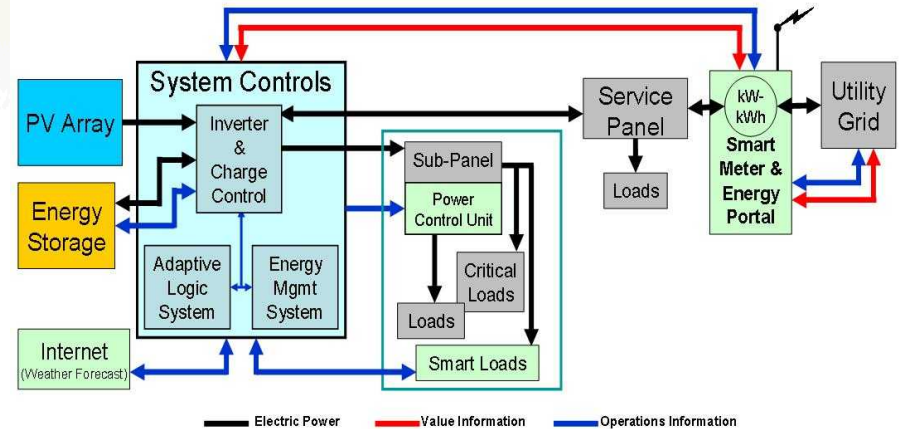 System Controls
PV Array
Inverter
&
Charge
Control
Energy
Storage
Adaptive
Logic
System
Energy
Mgmt
System
Internet
(Weather Forecast)
Sub-Panel
Power
Control Unit
Critical
Loads
Loads
Smart Loads
Service
Panel
Loads
kW-
kWh
Smart
Meter &
Energy
Portal
Utility
Grid
Electric Power
Value Information
Operations Information